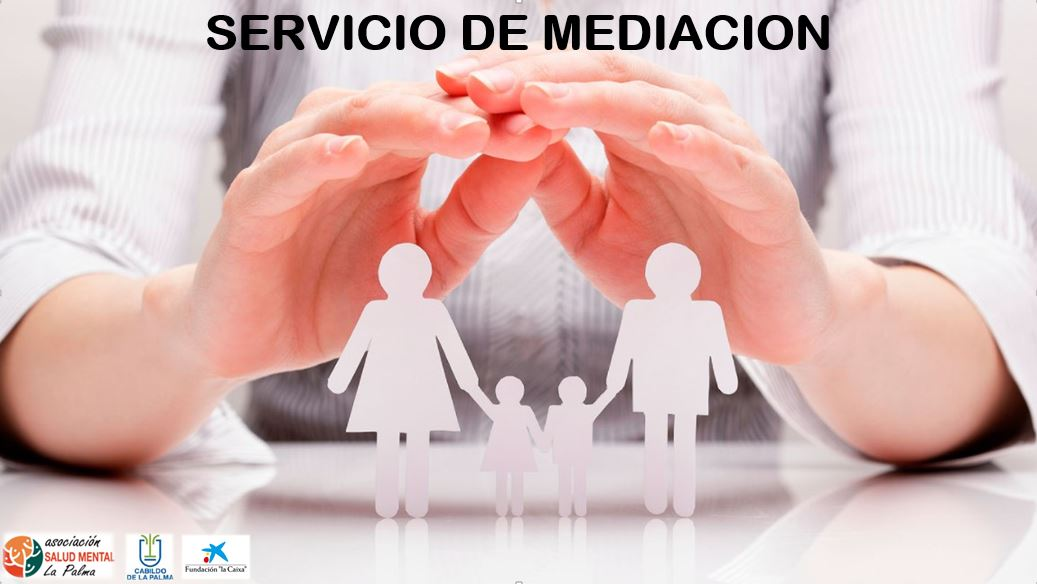 SERVICIO DE MEDIACION
asociación
SALUD MENTAL
La Palma
CABILDO
DE LA PALMA
Fundación "la Caixa"